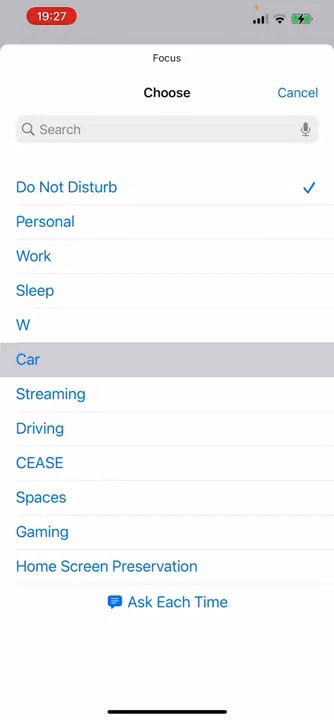 19:27
Focus
Choose
Cancel
Search
Do Not Disturb
Personal
Work
Sleep
W
Car
Streaming
Driving
CEASE
Spaces
Gaming
Home Screen Preservation
Ask Each Time